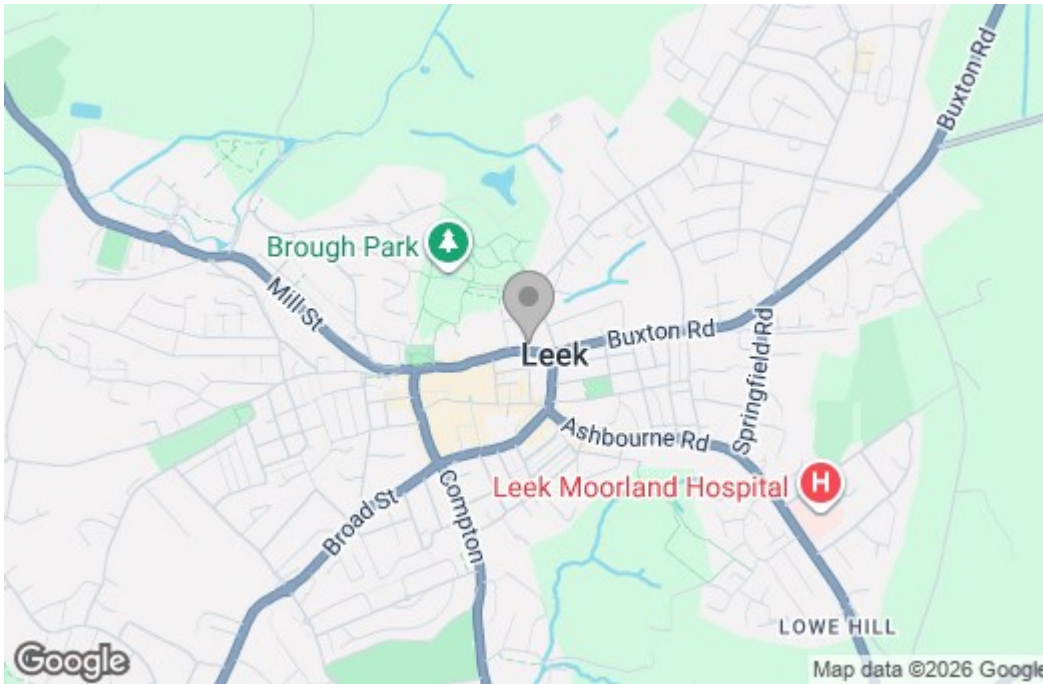 Buxton Rd
Brough Park
Mill St
Buxton Rd
Leek
Springfield Rd
Ashbourne Rd
Leek Moorland Hospital
H
Compton
Broad St
LOWE HILL
Google
Map data ©2026 Google